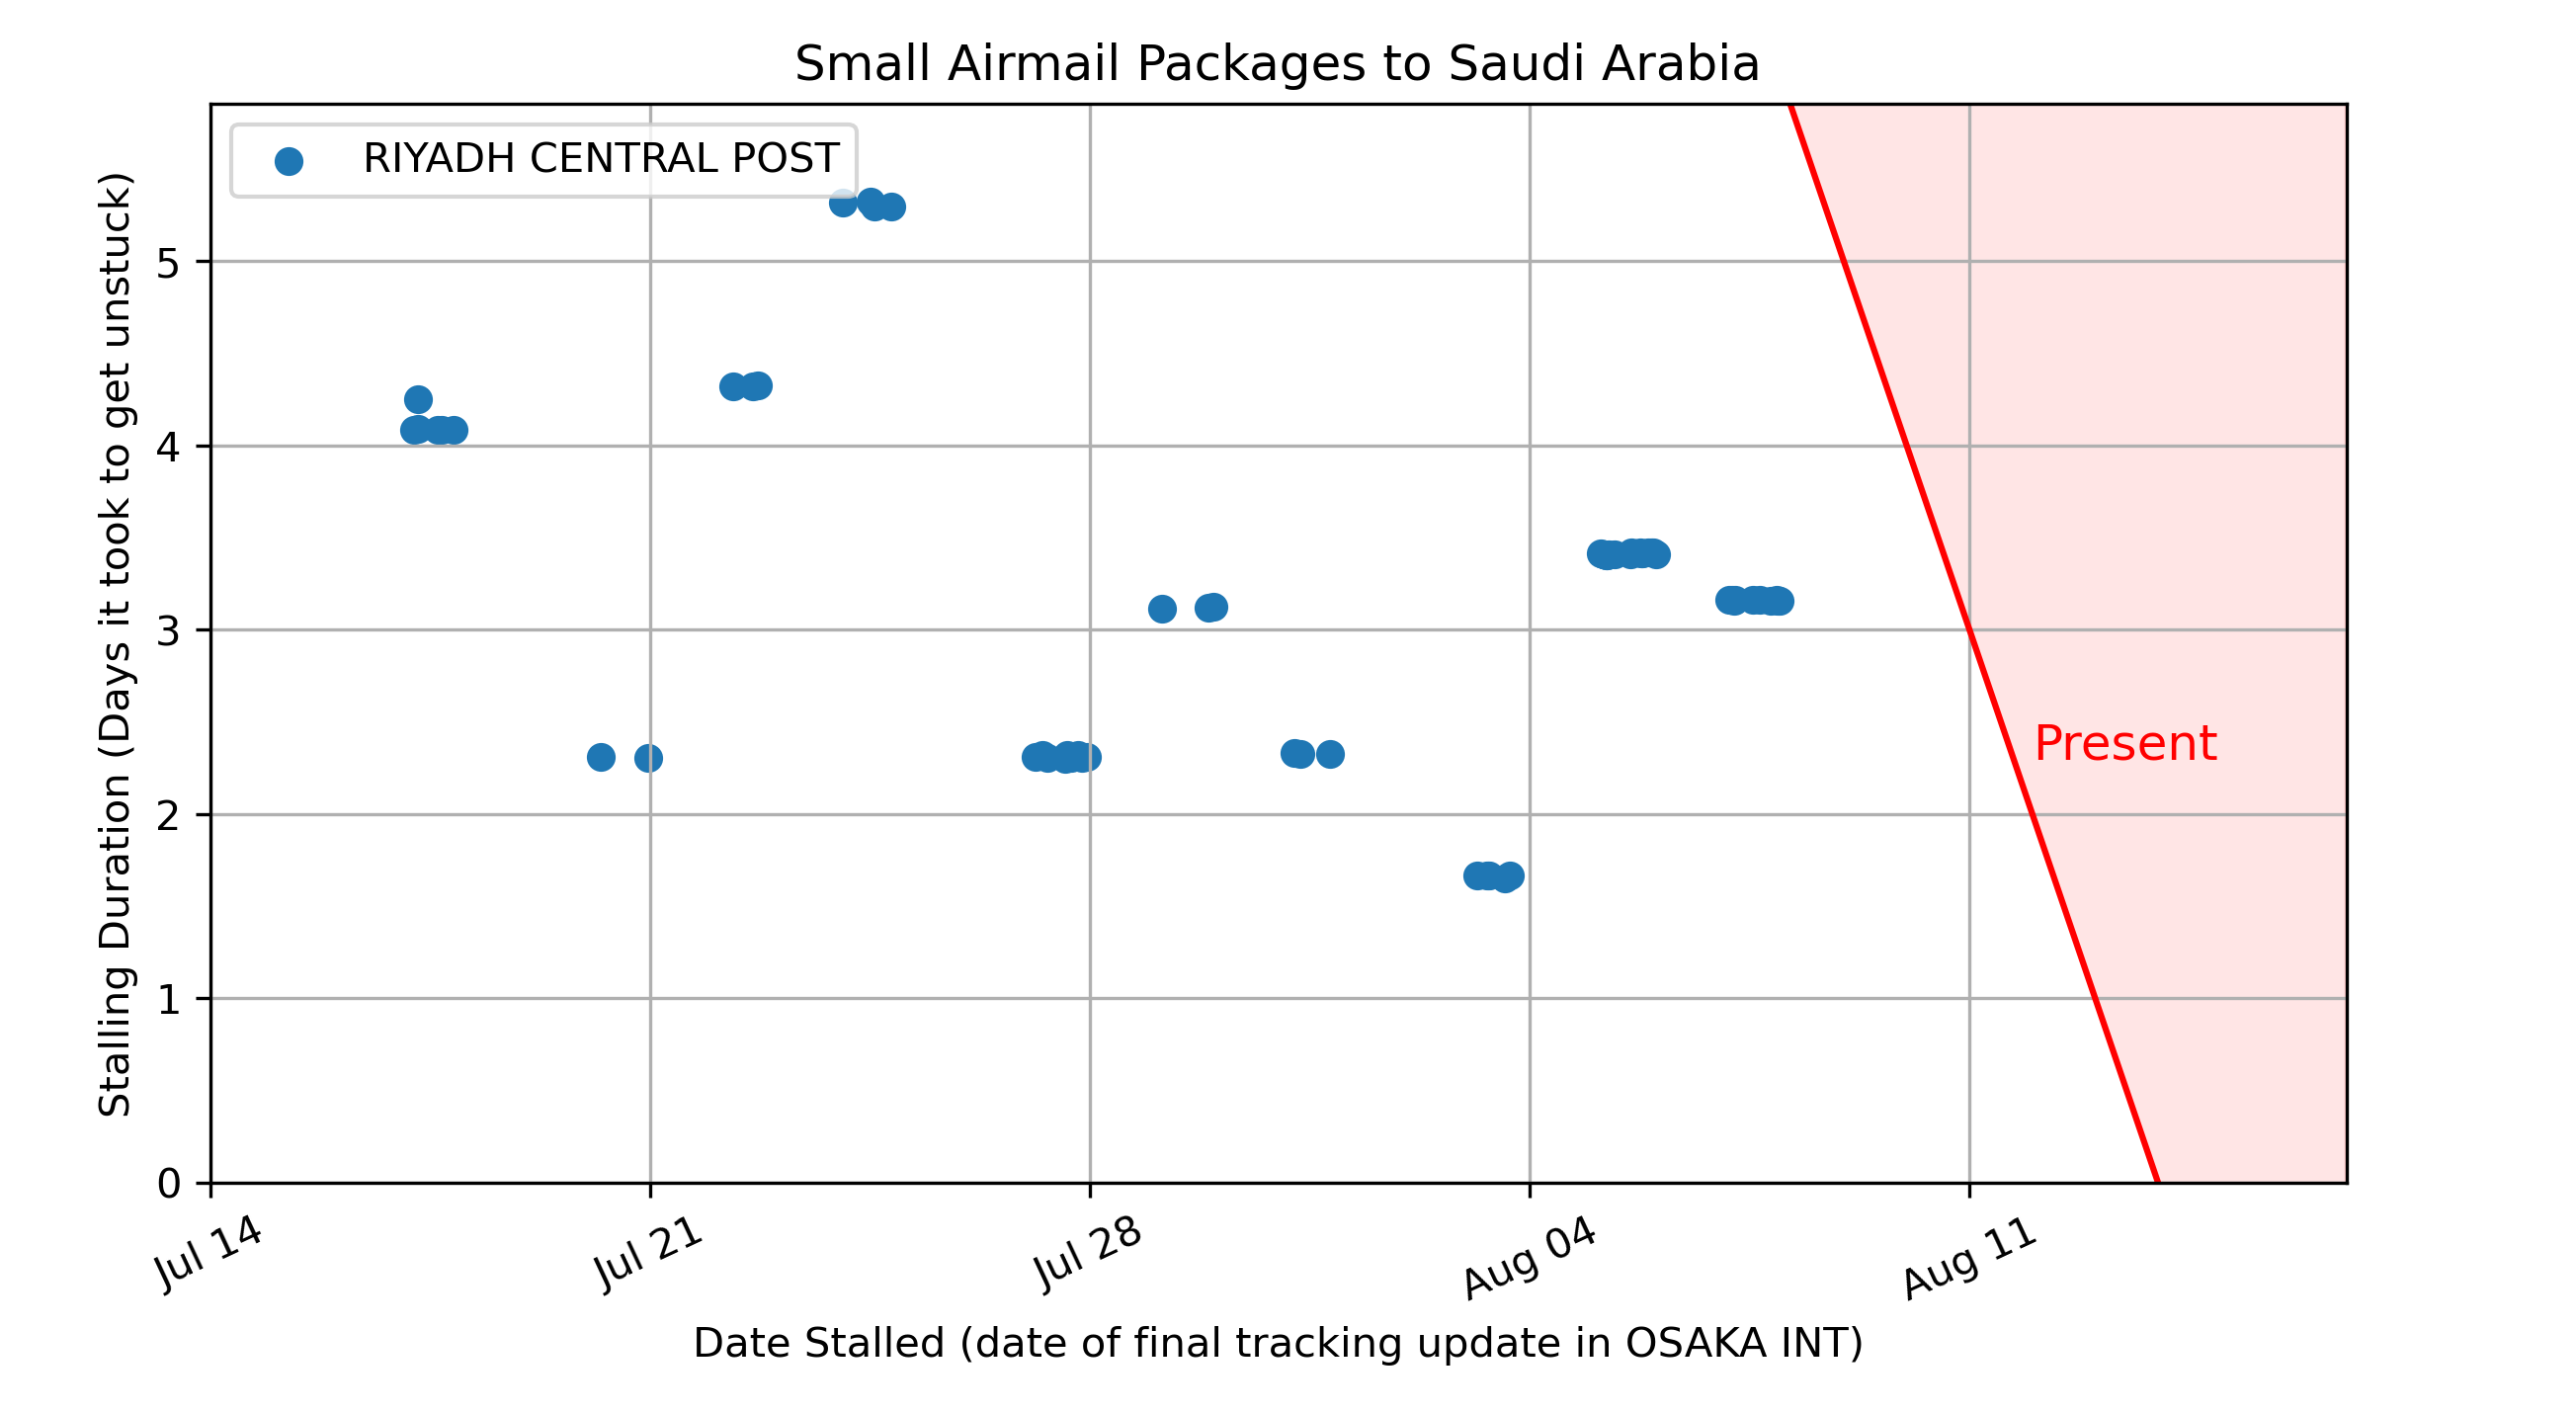 Small Airmail Packages to Saudi Arabia
RIYADH CENTRAL POST
Stalling Duration (Days it took to get unstuck)
5
4
3
2
1
0
Present
Jul 14
Jul 21
Jul 28
Aug 04
Aug 11
Date Stalled (date of final tracking update in OSAKA INT)